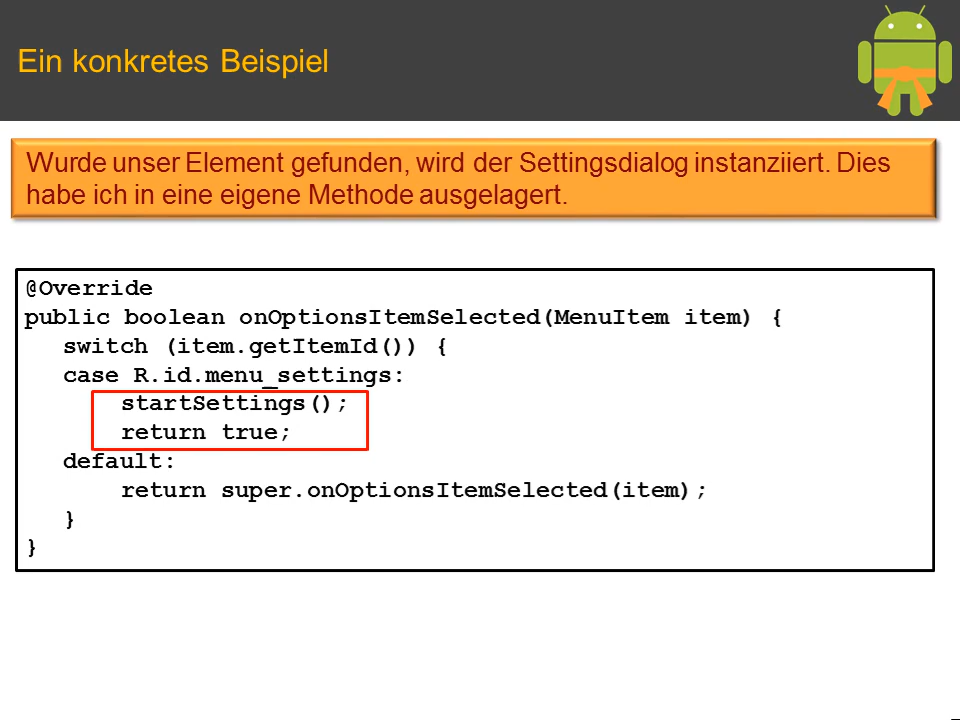 Ein konkretes Beispiel
Wurde unser Element gefunden, wird der Settingsdialog instanziiert. Dies
habe ich in eine eigene Methode ausgelagert.
@Override
public boolean onOptionsItemSelected(MenuItem item) {
switch (item.getItemId()) {
case R.id.menu_settings:
startSettings();
return true;
default:
return super.onOptionsItemSelected(item);
}
}